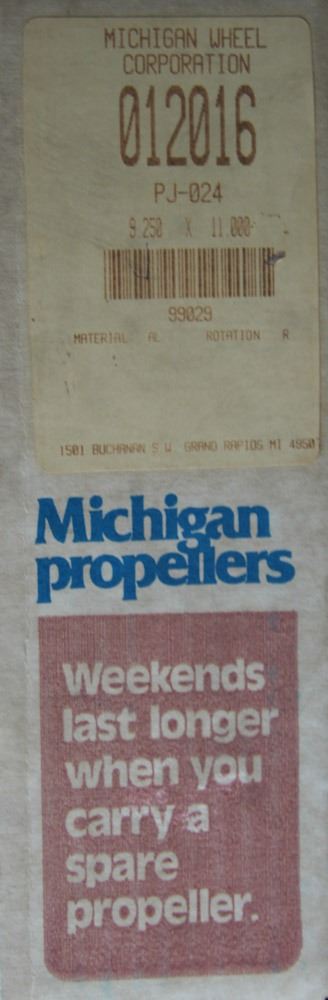 MICHIGAN WHEEL
CORPORATION
012016
PJ-024
9.250 X 11.000
99029
MATERIAL AL ROTATION R
1501 BUCHANAN S W GRAND RAPIDS MI 4950
Michigan
propellers
Weekends
last longer
when you
carry a
spare
propeller.